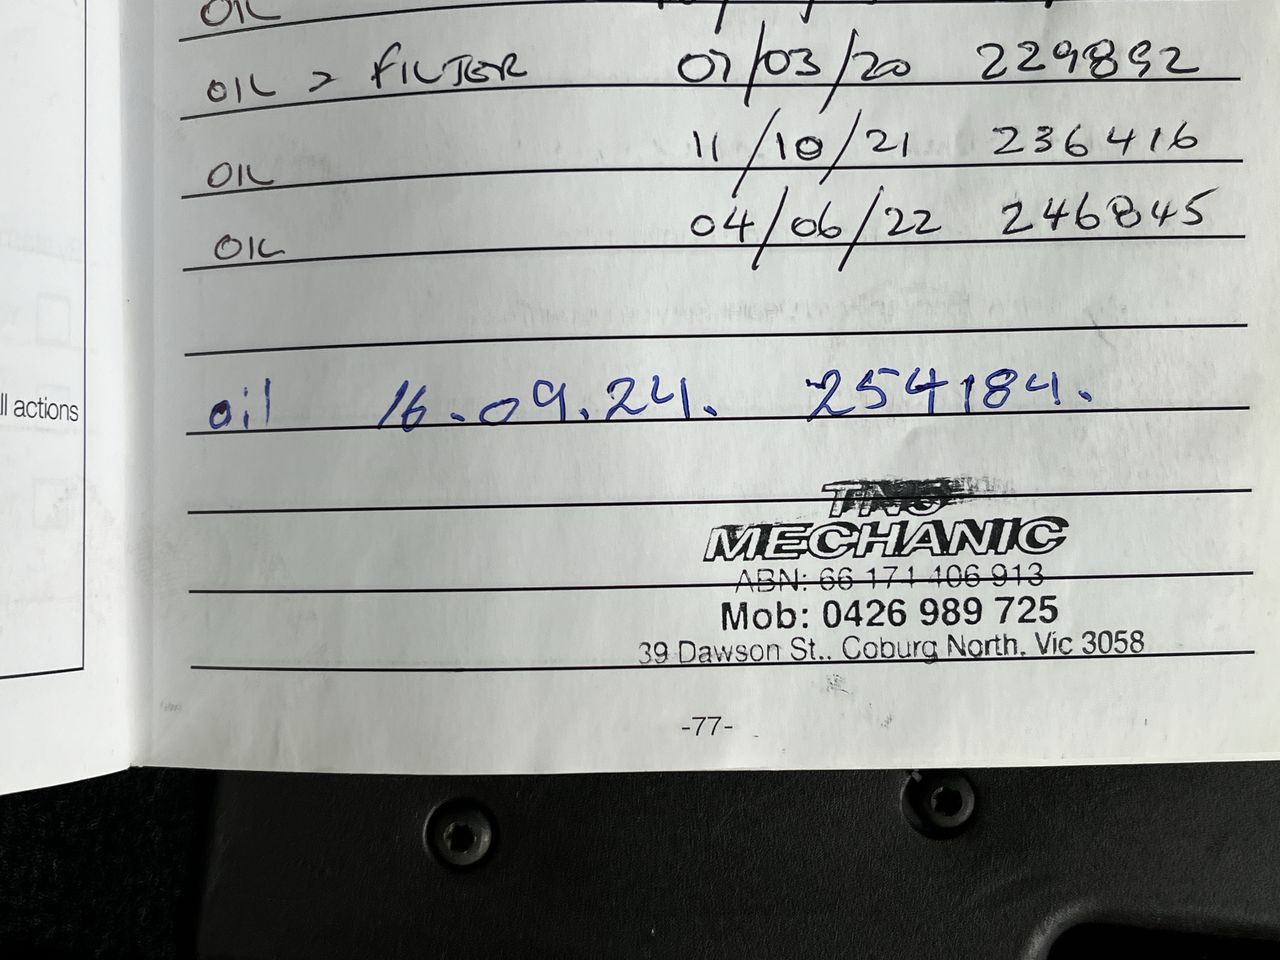 OIL
OIL > FILTER 07/03/20 229892
OIL 11/10/21 236416
OIL 04/06/22 246845
ll actions
oil 16.09.24. 254184.
MECHANIC
ABN: 66 171 106 913
Mob: 0426 989 725
39 Dawson St., Coburg North, Vic 3058
-77-